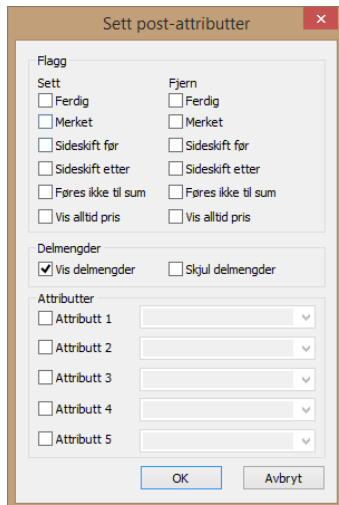 Sett post-attributter
Flagg
Sett Fjern
Ferdig Ferdig
Merket Merket
Sideskift før Sideskift før
Sideskift etter Sideskift etter
Føres ikke til sum Føres ikke til sum
Vis alltid pris Vis alltid pris
Delmengder
Vis delmengder Skjul delmengder
Attributter
Attributt 1
Attributt 2
Attributt 3
Attributt 4
Attributt 5
OK Avbryt